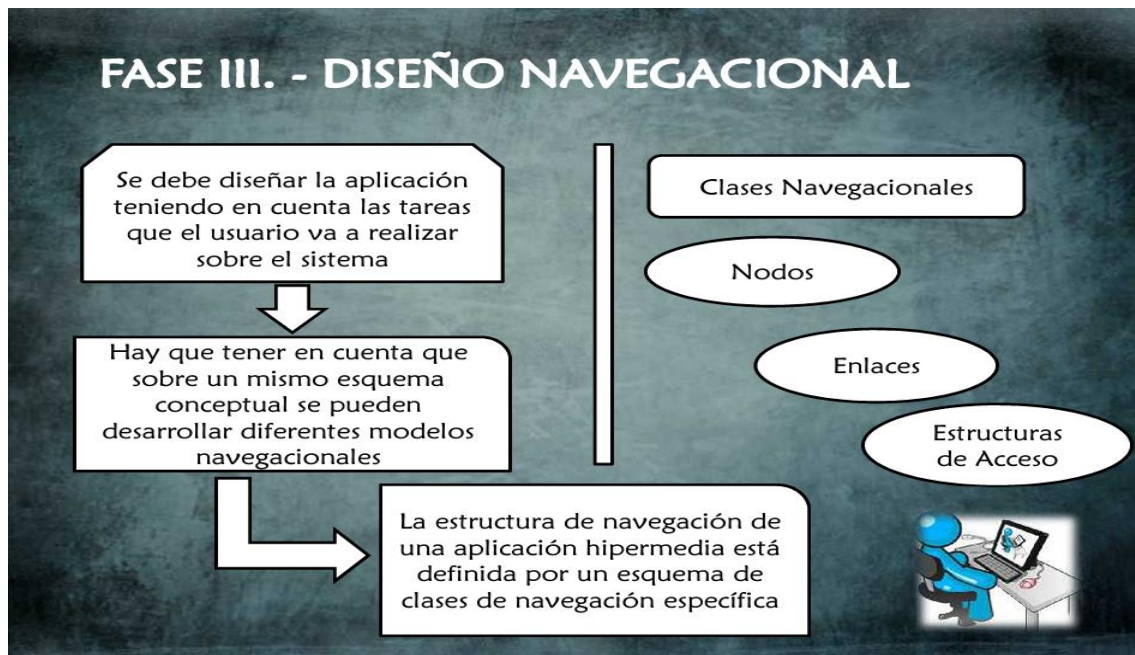 FASE III. - DISEÑO NAVEGACIONAL
Se debe diseñar la aplicación
teniendo en cuenta las tareas
que el usuario va a realizar
sobre el sistema
Hay que tener en cuenta que
sobre un mismo esquema
conceptual se pueden
desarrollar diferentes modelos
navegacionales
La estructura de navegación de
una aplicación hipermedia está
definida por un esquema de
clases de navegación específica
Clases Navegacionales
Nodos
Enlaces
Estructuras
de Acceso